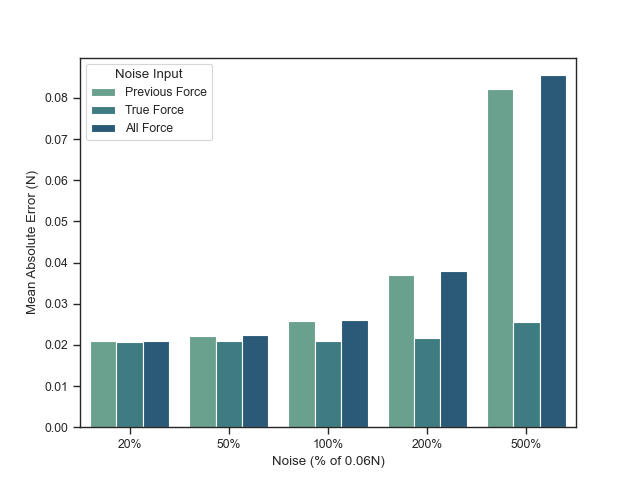 Noise Input
Previous Force
True Force
All Force
Mean Absolute Error (N)
0.08
0.07
0.06
0.05
0.04
0.03
0.02
0.01
0.00
20% 50% 100% 200% 500%
Noise (% of 0.06N)